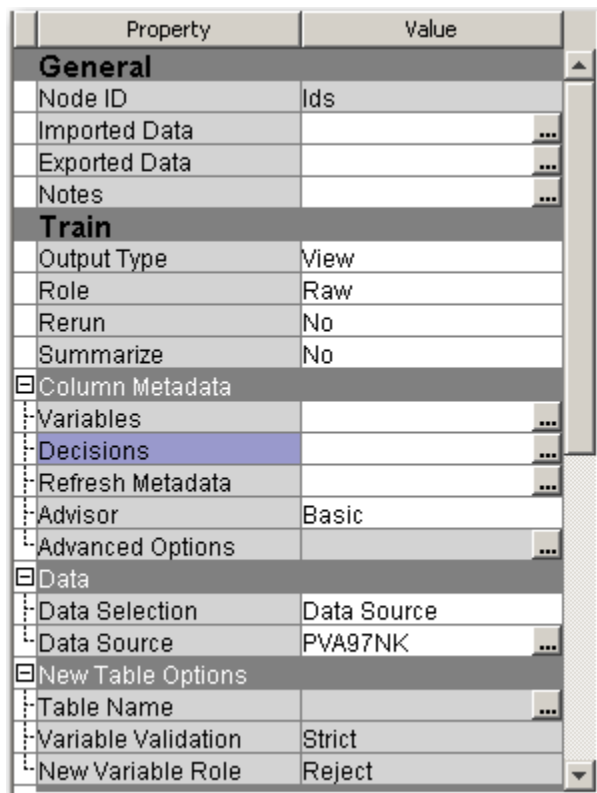 Property Value
General
Node ID Ids
Imported Data ...
Exported Data ...
Notes ...
Train
Output Type View
Role Raw
Rerun No
Summarize No
Column Metadata
Variables ...
Decisions ...
Refresh Metadata ...
Advisor Basic
Advanced Options ...
Data
Data Selection Data Source
Data Source PVA97NK ...
New Table Options
Table Name ...
Variable Validation Strict
New Variable Role Reject